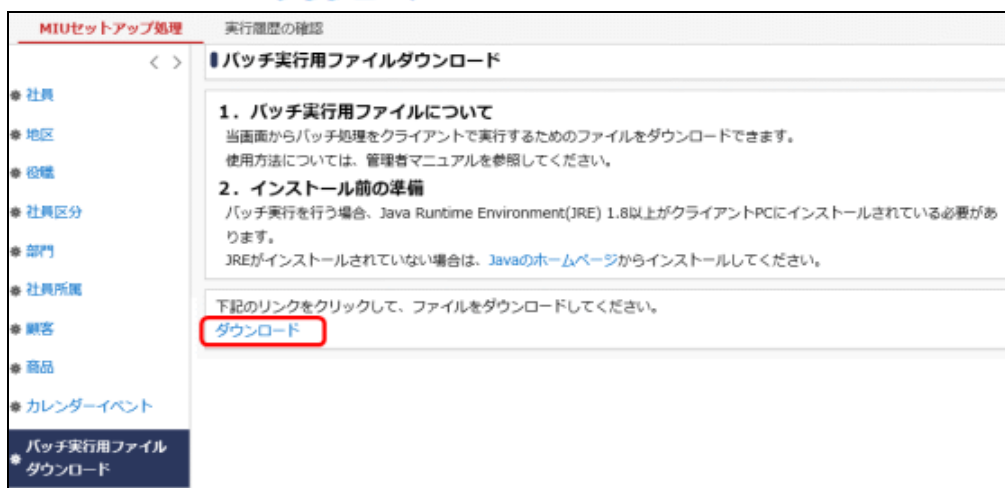 MIUセットアップ処理
実行履歴の確認
< >
社員
地区
役職
社員区分
部門
社員所属
顧客
商品
カレンダーイベント
バッチ実行用ファイル
ダウンロード
バッチ実行用ファイルダウンロード
1. バッチ実行用ファイルについて
当画面からバッチ処理をクライアントで実行するためのファイルをダウンロードできます。
使用方法については、管理者マニュアルを参照してください。
2. インストール前の準備
バッチ実行を行う場合、Java Runtime Environment(JRE) 1.8以上がクライアントPCにインストールされている必要があ
ります。
JREがインストールされていない場合は、Javaのホームページからインストールしてください。
下記のリンクをクリックして、ファイルをダウンロードしてください。
ダウンロード